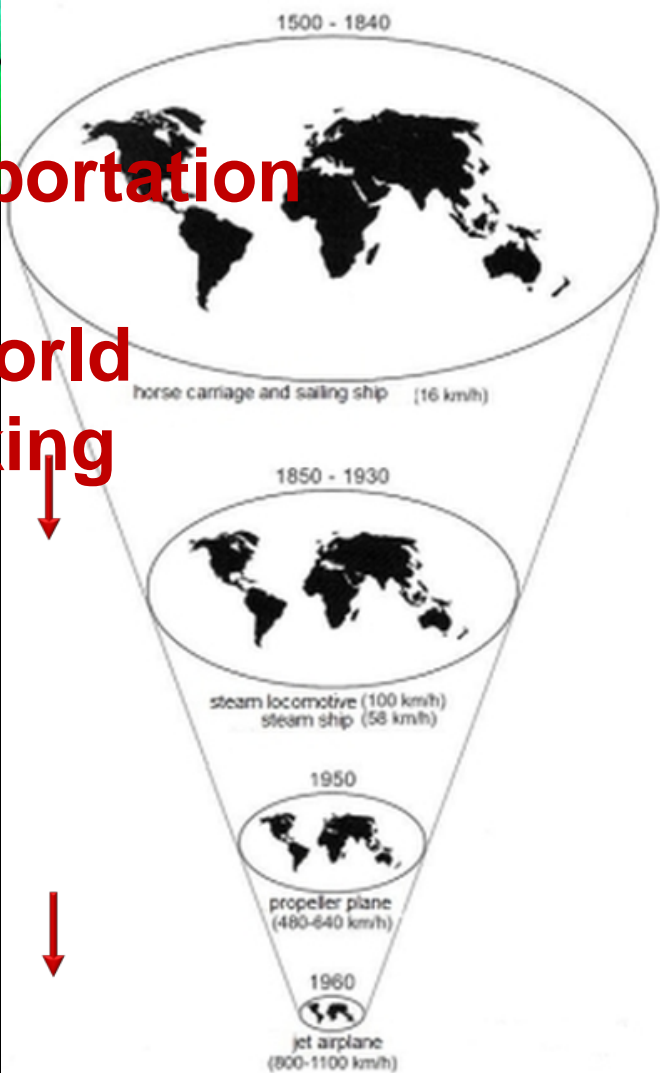 1500 - 1840
portation
orld
horse carriage and sailing ship (16 km/h)
king
1850 - 1930
steam locomotive (100 km/h)
steam ship (58 km/h)
1950
propeller plane
(480-640 km/h)
1960
jet airplane
(800-1100 km/h)